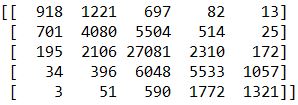 [[ 918 1221 697 82 13]
[ 701 4080 5504 514 25]
[ 195 2106 27081 2310 172]
[ 34 396 6048 5533 1057]
[ 3 51 590 1772 1321]]